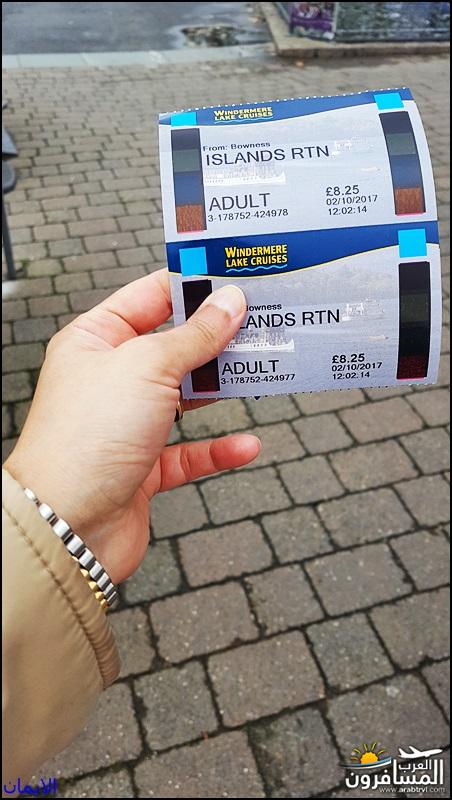 WINDERMERE
LAKE CRUISES
From: Bowness
ISLANDS RTN
ADULT
£8.25
02/10/2017
3-178752-424978
12:02:14
WINDERMERE
LAKE CRUISES
Bowness
LANDS RTN
ADULT
£8.25
02/10/2017
3-178752-424977
12:02:14
الايمان
العرب
المسافرون
www.arabtrvl.com